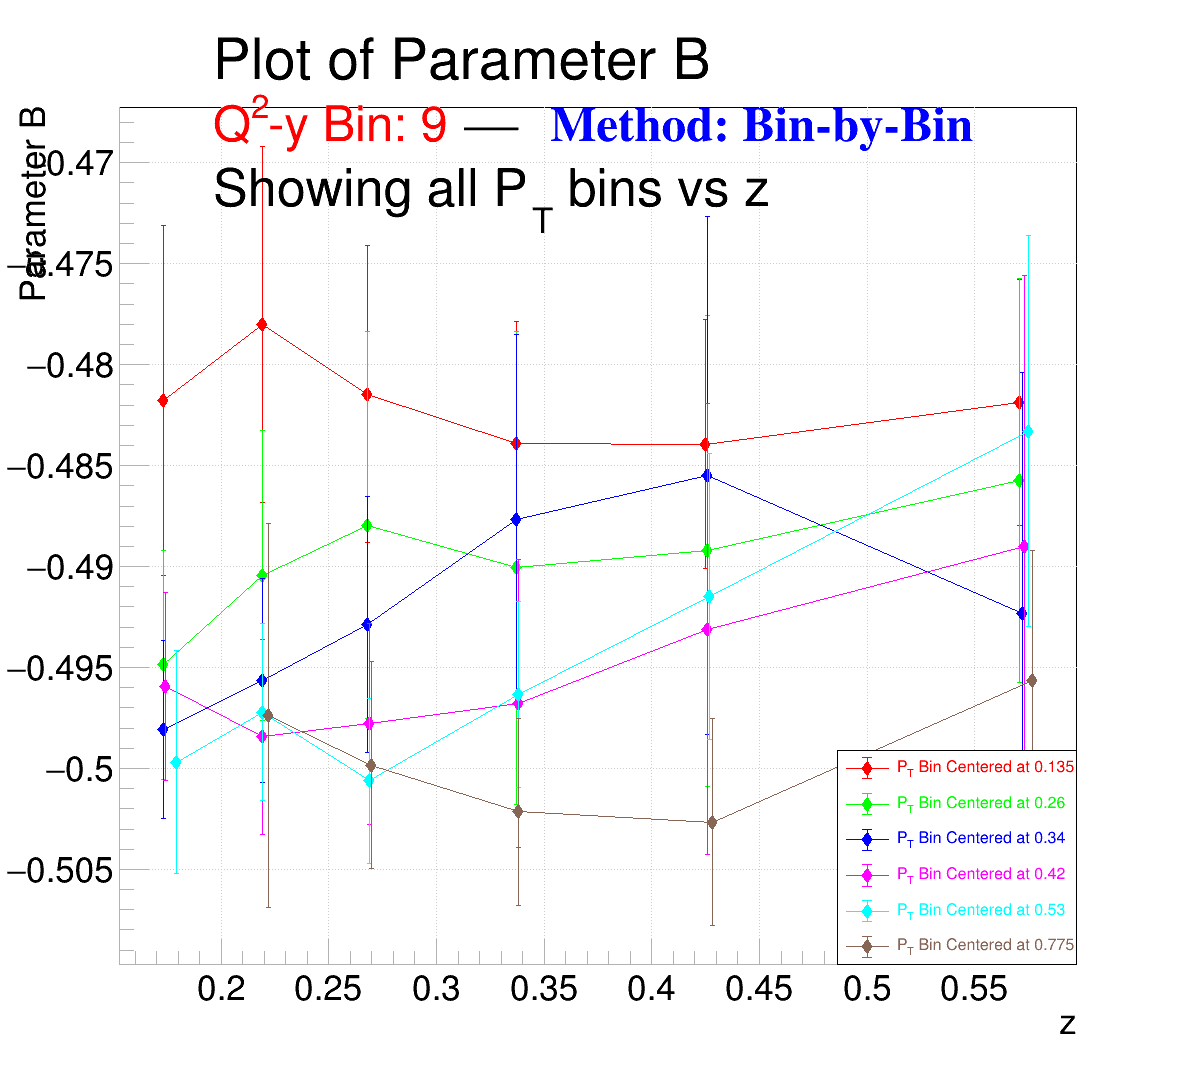 Plot of Parameter B
Q²-y Bin: 9 — Method: Bin-by-Bin
Showing all P_T bins vs z
Parameter B
−0.47
−0.475
−0.48
−0.485
−0.49
−0.495
−0.5
−0.505
P_T Bin Centered at 0.135
P_T Bin Centered at 0.26
P_T Bin Centered at 0.34
P_T Bin Centered at 0.42
P_T Bin Centered at 0.53
P_T Bin Centered at 0.775
0.2 0.25 0.3 0.35 0.4 0.45 0.5 0.55
z